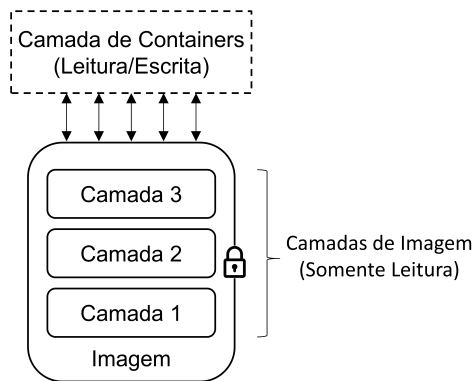 Camada de Containers
(Leitura/Escrita)
Camada 3
Camada 2
Camada 1
Imagem
Camadas de Imagem
(Somente Leitura)